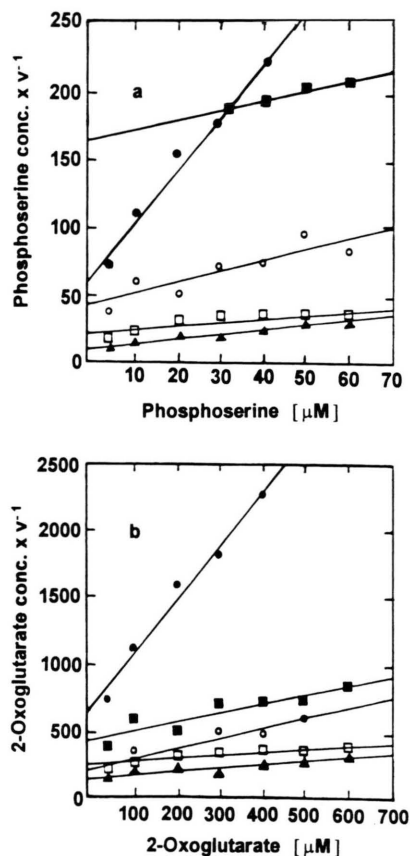 a
Phosphoserine conc. x v⁻¹
250
200
150
100
50
0
0 10 20 30 40 50 60 70
Phosphoserine [µM]
b
2-Oxoglutarate conc. x v⁻¹
2500
2000
1500
1000
500
0
100 200 300 400 500 600 700
2-Oxoglutarate [µM]